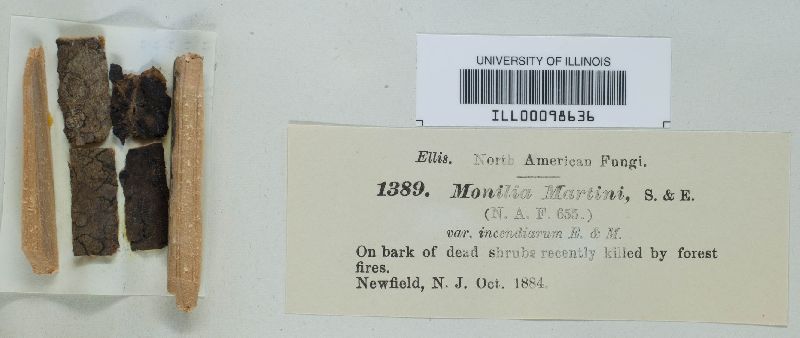 UNIVERSITY OF ILLINOIS
ILL00098636
Ellis. North American Fungi.
1389. Monilia Martini, S. & E.
(N. A. F. 655.)
var. incendiarum E. & M.
On bark of dead shrubs recently killed by forest
fires.
Newfield, N. J. Oct. 1884.